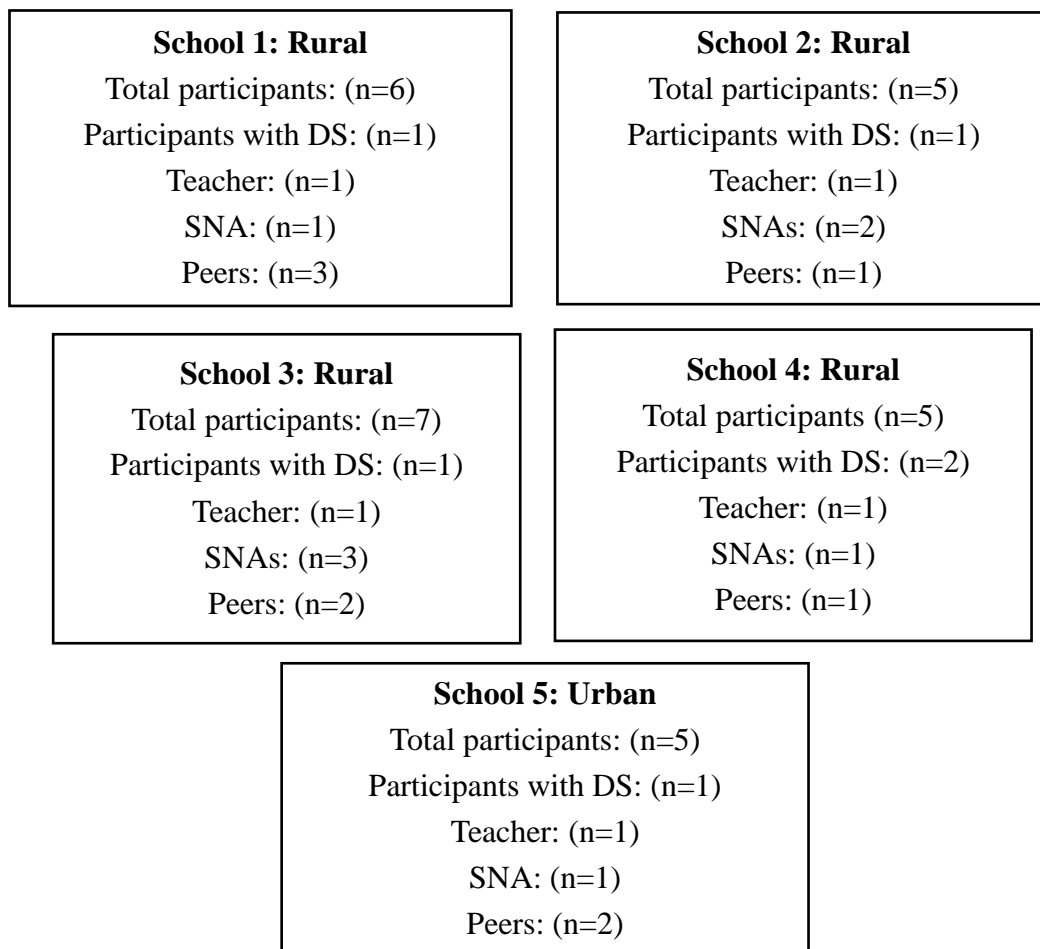 School 1: Rural
Total participants: (n=6)
Participants with DS: (n=1)
Teacher: (n=1)
SNA: (n=1)
Peers: (n=3)
School 2: Rural
Total participants: (n=5)
Participants with DS: (n=1)
Teacher: (n=1)
SNAs: (n=2)
Peers: (n=1)
School 3: Rural
Total participants: (n=7)
Participants with DS: (n=1)
Teacher: (n=1)
SNAs: (n=3)
Peers: (n=2)
School 4: Rural
Total participants (n=5)
Participants with DS: (n=2)
Teacher: (n=1)
SNAs: (n=1)
Peers: (n=1)
School 5: Urban
Total participants: (n=5)
Participants with DS: (n=1)
Teacher: (n=1)
SNA: (n=1)
Peers: (n=2)